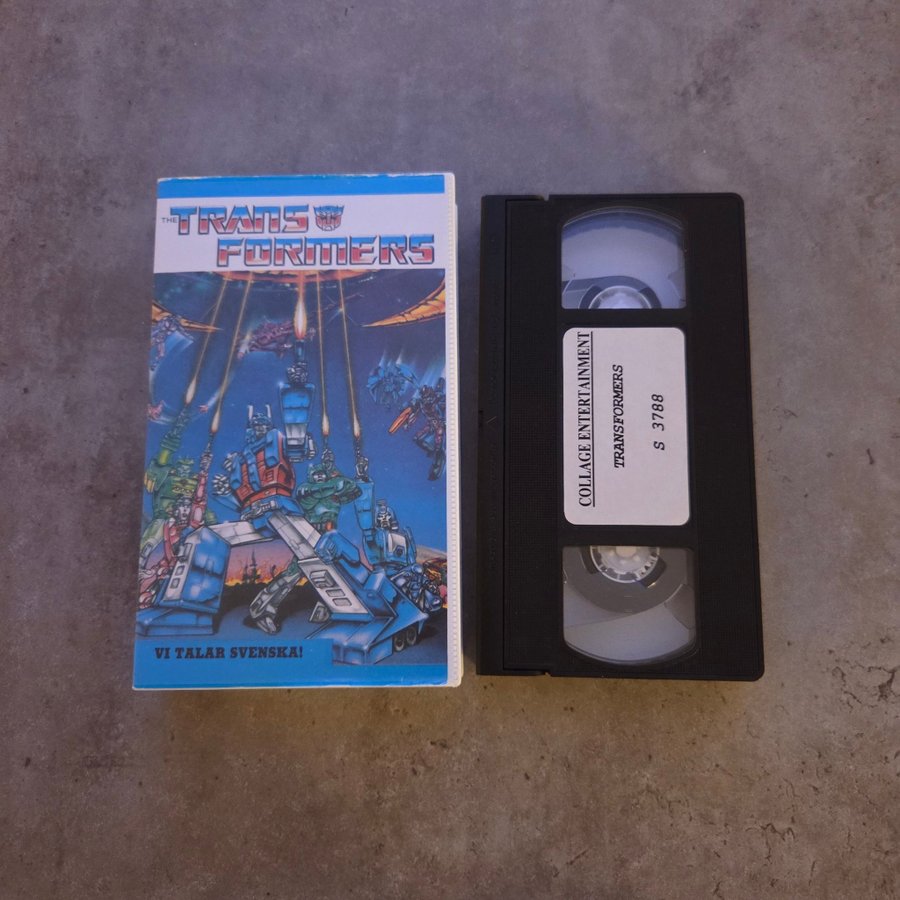 THE TRANS
FORMERS
VI TALAR SVENSKA!
COLLAGE ENTERTAINMENT
TRANSFORMERS
S 3788